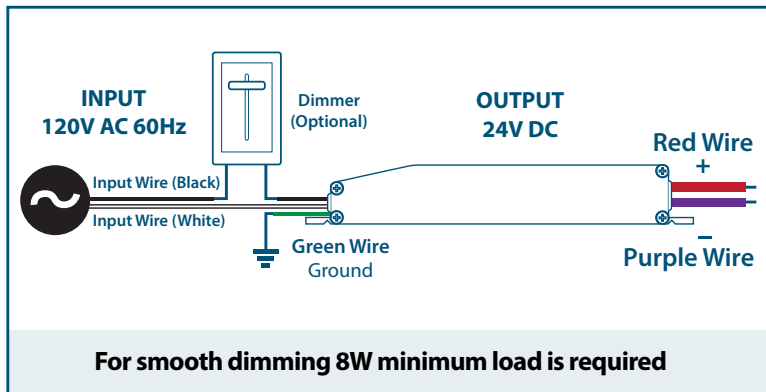 INPUT
120V AC 60Hz
Dimmer
(Optional)
OUTPUT
24V DC
Red Wire
+
Input Wire (Black)
Input Wire (White)
Green Wire
Ground
–
Purple Wire
For smooth dimming 8W minimum load is required